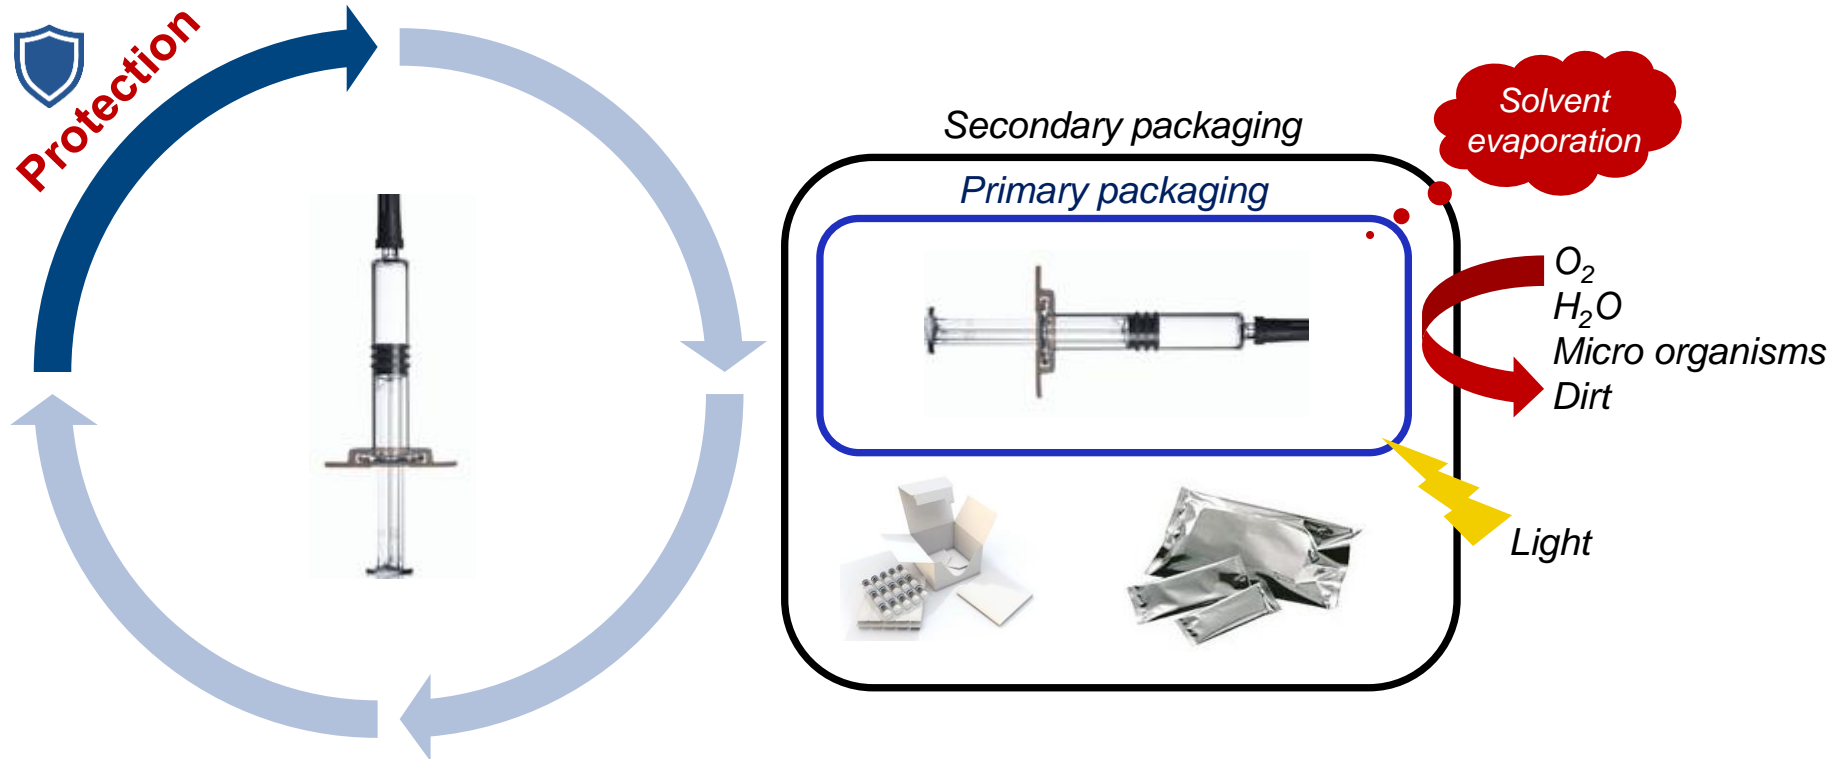 Protection
Secondary packaging
Primary packaging
Solvent
evaporation
O₂
H₂O
Micro organisms
Dirt
Light